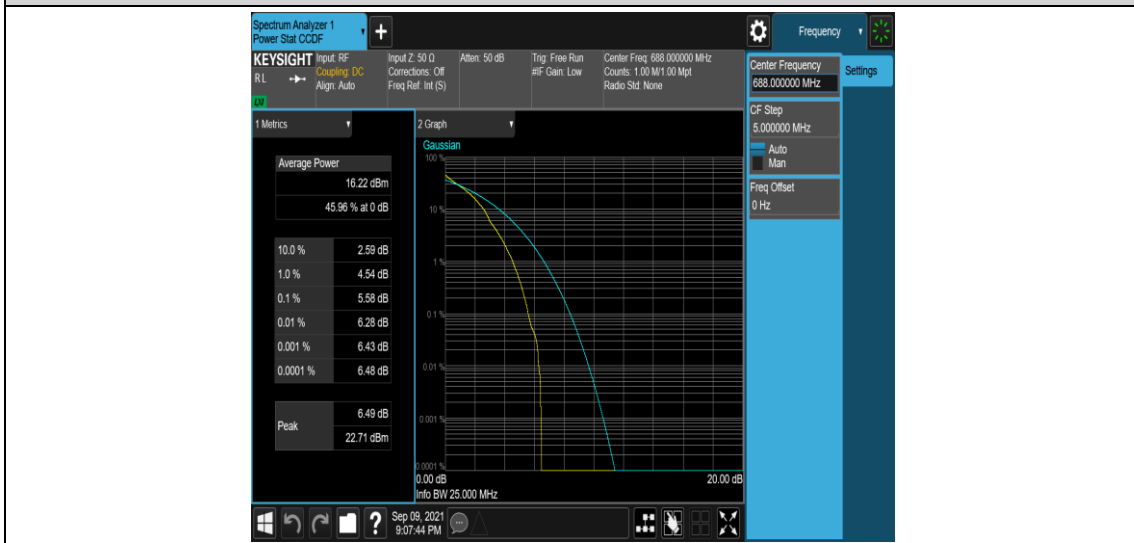 Spectrum Analyzer 1
Power Stat CCDF
+
Frequency
KEYSIGHT
RL
Input: RF
Coupling: DC
Align: Auto
Input Z: 50 Ω
Corrections: Off
Freq Ref: Int (S)
Atten: 50 dB
Trig: Free Run
#IF Gain: Low
Center Freq: 688.000000 MHz
Counts: 1.00 M/1.00 Mpt
Radio Std: None
Center Frequency
688.000000 MHz
Settings
CF Step
5.000000 MHz
Auto
Man
Freq Offset
0 Hz
1 Metrics
Average Power
16.22 dBm
45.96 % at 0 dB
10.0 % 2.59 dB
1.0 % 4.54 dB
0.1 % 5.58 dB
0.01 % 6.28 dB
0.001 % 6.43 dB
0.0001 % 6.48 dB
Peak
6.49 dB
22.71 dBm
2 Graph
Gaussian
100 %
10 %
1 %
0.1 %
0.01 %
0.001 %
0.0001 %
0.00 dB
20.00 dB
Info BW 25.000 MHz
?
Sep 09, 2021
9:07:44 PM